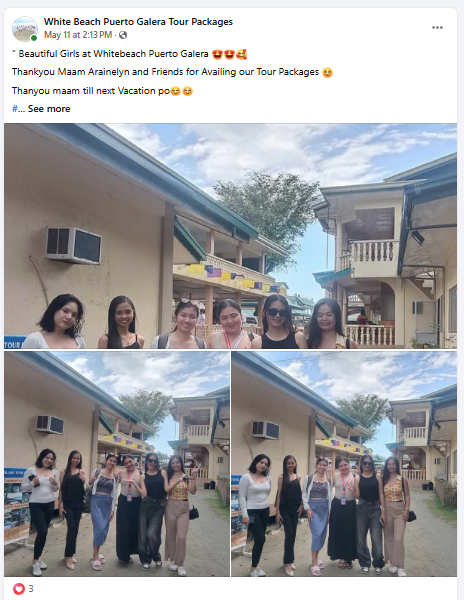 White Beach Puerto Galera Tour Packages
May 11 at 2:13 PM ·
" Beautiful Girls at Whitebeach Puerto Galera 😍😍🥰
Thankyou Maam Arainelyn and Friends for Availing our Tour Packages 😊
Thanyou maam till next Vacation po😊😊
#... See more
TOUR
3